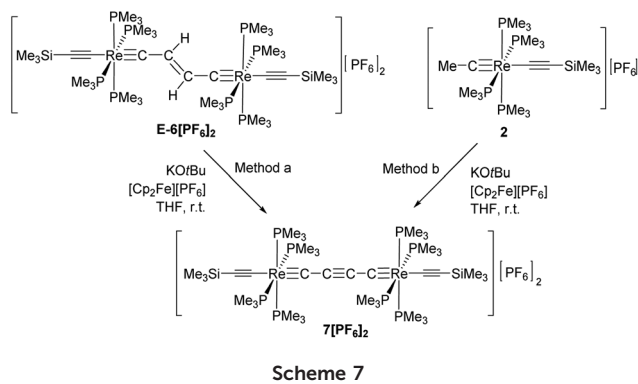 PMe3 PMe3 PMe3
PMe3 H PMe3 PMe3
Me3Si Re C C Me C Re SiMe3 [PF6]
C C Re SiMe3 [PF6]2
Me3P H Me3P
PMe3 Me3P PMe3 PMe3
E-6[PF6]2 2
KOtBu Method a Method b KOtBu
[Cp2Fe][PF6] [Cp2Fe][PF6]
THF, r.t. THF, r.t.
PMe3 PMe3
PMe3 PMe3
Me3Si Re C C C C Re SiMe3 [PF6]2
Me3P Me3P
PMe3 PMe3
7[PF6]2
Scheme 7